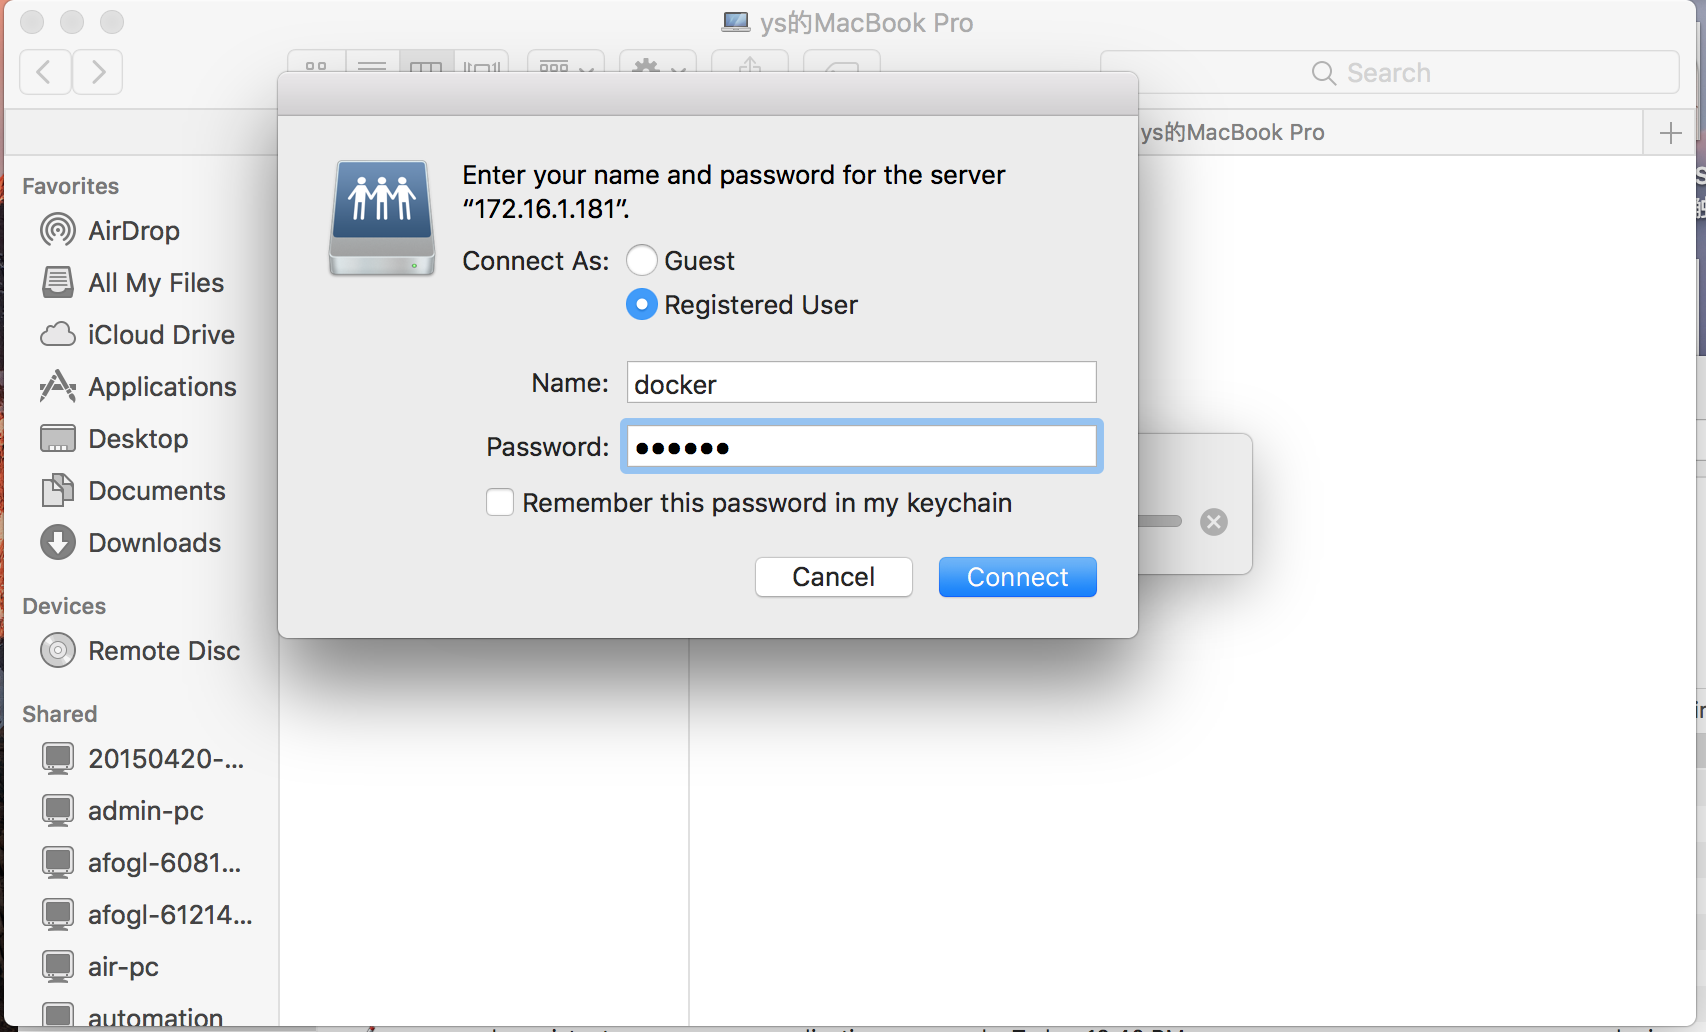 ys的MacBook Pro
Search
ys的MacBook Pro
Enter your name and password for the server
“172.16.1.181”.
Connect As:
Guest
Registered User
Name:
docker
Password:
••••••
Remember this password in my keychain
Cancel
Connect
Favorites
AirDrop
All My Files
iCloud Drive
Applications
Desktop
Documents
Downloads
Devices
Remote Disc
Shared
20150420-...
admin-pc
afogl-6081...
afogl-61214...
air-pc
automation